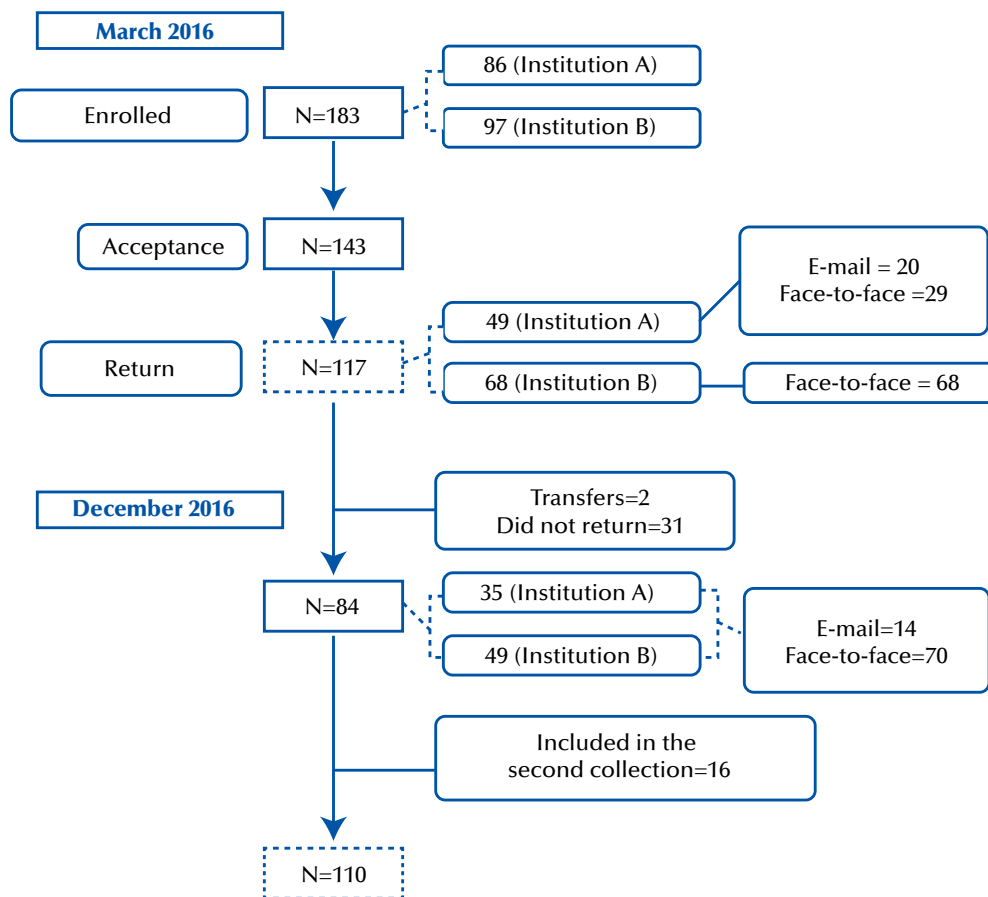 March 2016
Enrolled
N=183
86 (Institution A)
97 (Institution B)
Acceptance
N=143
Return
N=117
49 (Institution A)
68 (Institution B)
E-mail = 20
Face-to-face =29
Face-to-face = 68
December 2016
Transfers=2
Did not return=31
N=84
35 (Institution A)
49 (Institution B)
E-mail=14
Face-to-face=70
Included in the
second collection=16
N=110